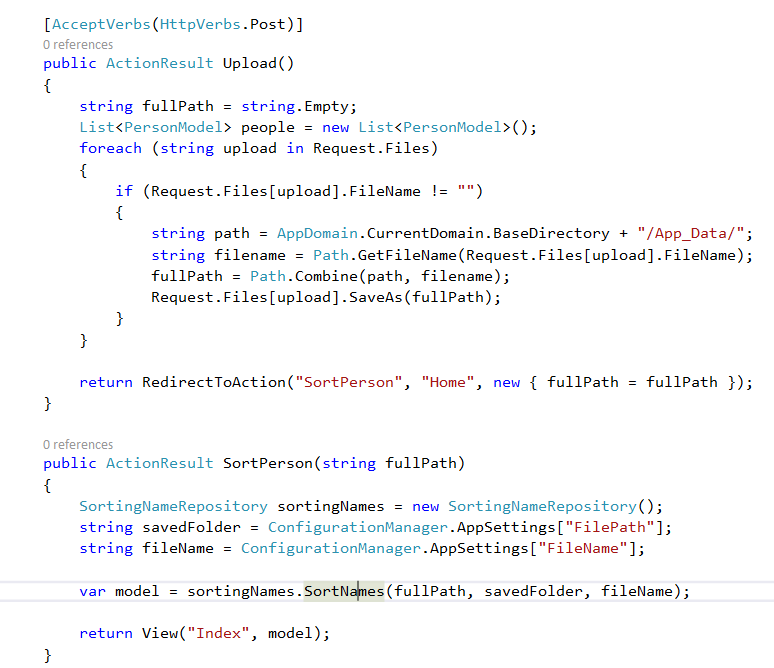 [AcceptVerbs(HttpVerbs.Post)]
0 references
public ActionResult Upload()
{
    string fullPath = string.Empty;
    List<PersonModel> people = new List<PersonModel>();
    foreach (string upload in Request.Files)
    {
        if (Request.Files[upload].FileName != "")
        {
            string path = AppDomain.CurrentDomain.BaseDirectory + "/App_Data/";
            string filename = Path.GetFileName(Request.Files[upload].FileName);
            fullPath = Path.Combine(path, filename);
            Request.Files[upload].SaveAs(fullPath);
        }
    }

    return RedirectToAction("SortPerson", "Home", new { fullPath = fullPath });
}

0 references
public ActionResult SortPerson(string fullPath)
{
    SortingNameRepository sortingNames = new SortingNameRepository();
    string savedFolder = ConfigurationManager.AppSettings["FilePath"];
    string fileName = ConfigurationManager.AppSettings["FileName"];

    var model = sortingNames.SortNames(fullPath, savedFolder, fileName);

    return View("Index", model);
}